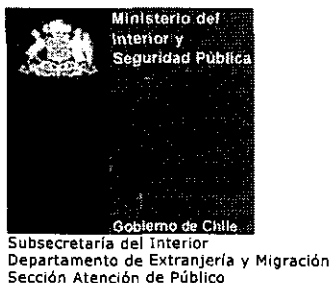 Ministerio del
Interior y
Seguridad Pública
Gobierno de Chile
Subsecretaría del Interior
Departamento de Extranjería y Migración
Sección Atención de Público